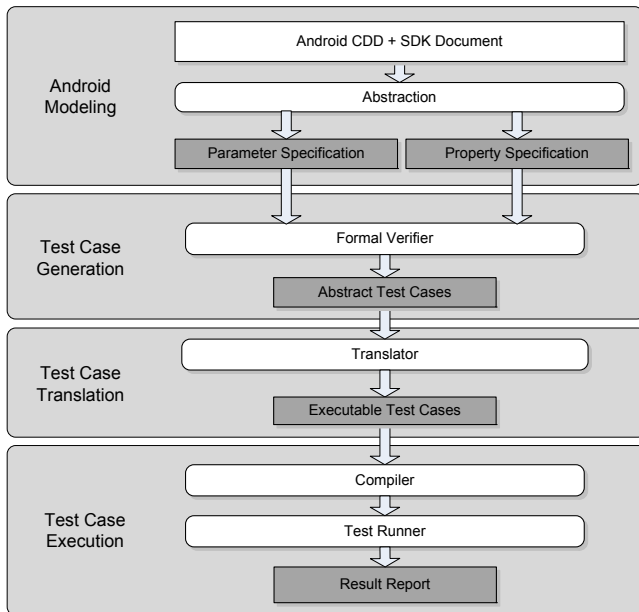 Android CDD + SDK Document
Android
Modeling
Abstraction
Parameter Specification
Property Specification
Test Case
Generation
Formal Verifier
Abstract Test Cases
Test Case
Translation
Translator
Executable Test Cases
Test Case
Execution
Compiler
Test Runner
Result Report